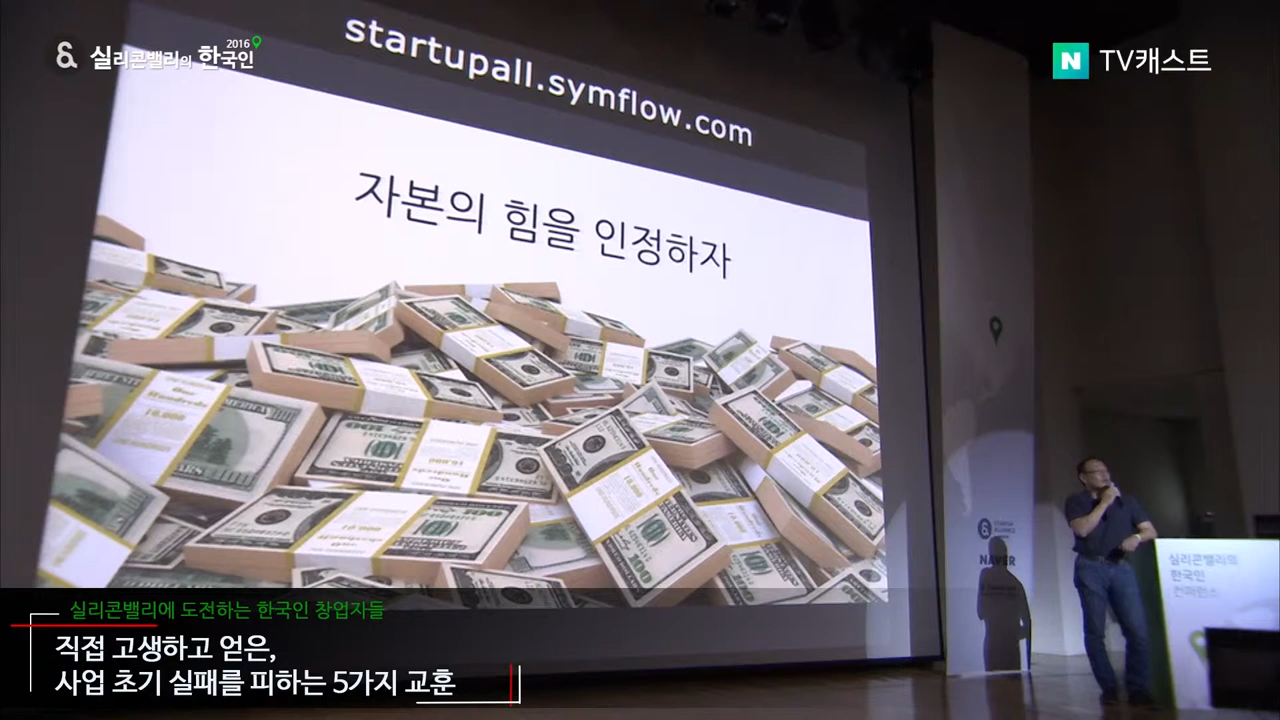 실리콘밸리의 한국인
2016
N TV캐스트
startupall.symflow.com
자본의 힘을 인정하자
NAVER
실리콘밸리의
한국인
컨퍼런스
실리콘밸리에 도전하는 한국인 창업자들
직접 고생하고 얻은,
사업 초기 실패를 피하는 5가지 교훈